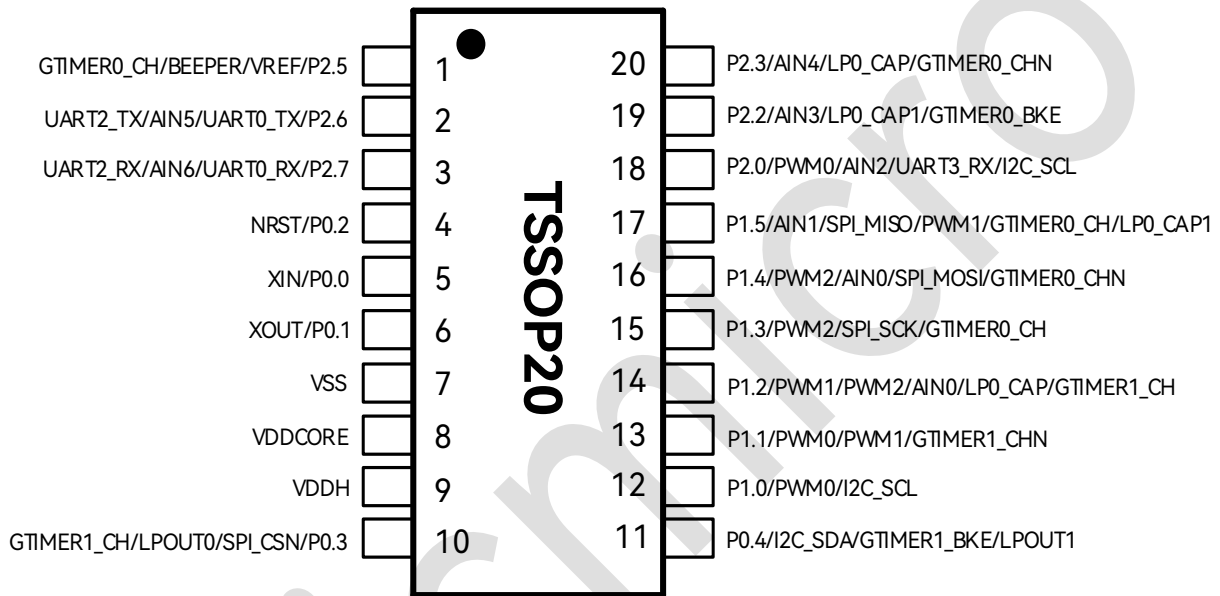 GTIMER0_CH/BEEPER/VREF/P2.5 1 20 P2.3/AIN4/LP0_CAP/GTIMER0_CHN
UART2_TX/AIN5/UART0_TX/P2.6 2 19 P2.2/AIN3/LP0_CAP1/GTIMER0_BKE
UART2_RX/AIN6/UART0_RX/P2.7 3 18 P2.0/PWM0/AIN2/UART3_RX/I2C_SCL
NRST/P0.2 4 17 P1.5/AIN1/SPI_MISO/PWM1/GTIMER0_CH/LP0_CAP1
XIN/P0.0 5 16 P1.4/PWM2/AIN0/SPI_MOSI/GTIMER0_CHN
XOUT/P0.1 6 15 P1.3/PWM2/SPI_SCK/GTIMER0_CH
VSS 7 14 P1.2/PWM1/PWM2/AIN0/LP0_CAP/GTIMER1_CH
VDDCORE 8 13 P1.1/PWM0/PWM1/GTIMER1_CHN
VDDH 9 12 P1.0/PWM0/I2C_SCL
GTIMER1_CH/LPOUT0/SPI_CSN/P0.3 10 11 P0.4/I2C_SDA/GTIMER1_BKE/LPOUT1
TSSOP20
micro